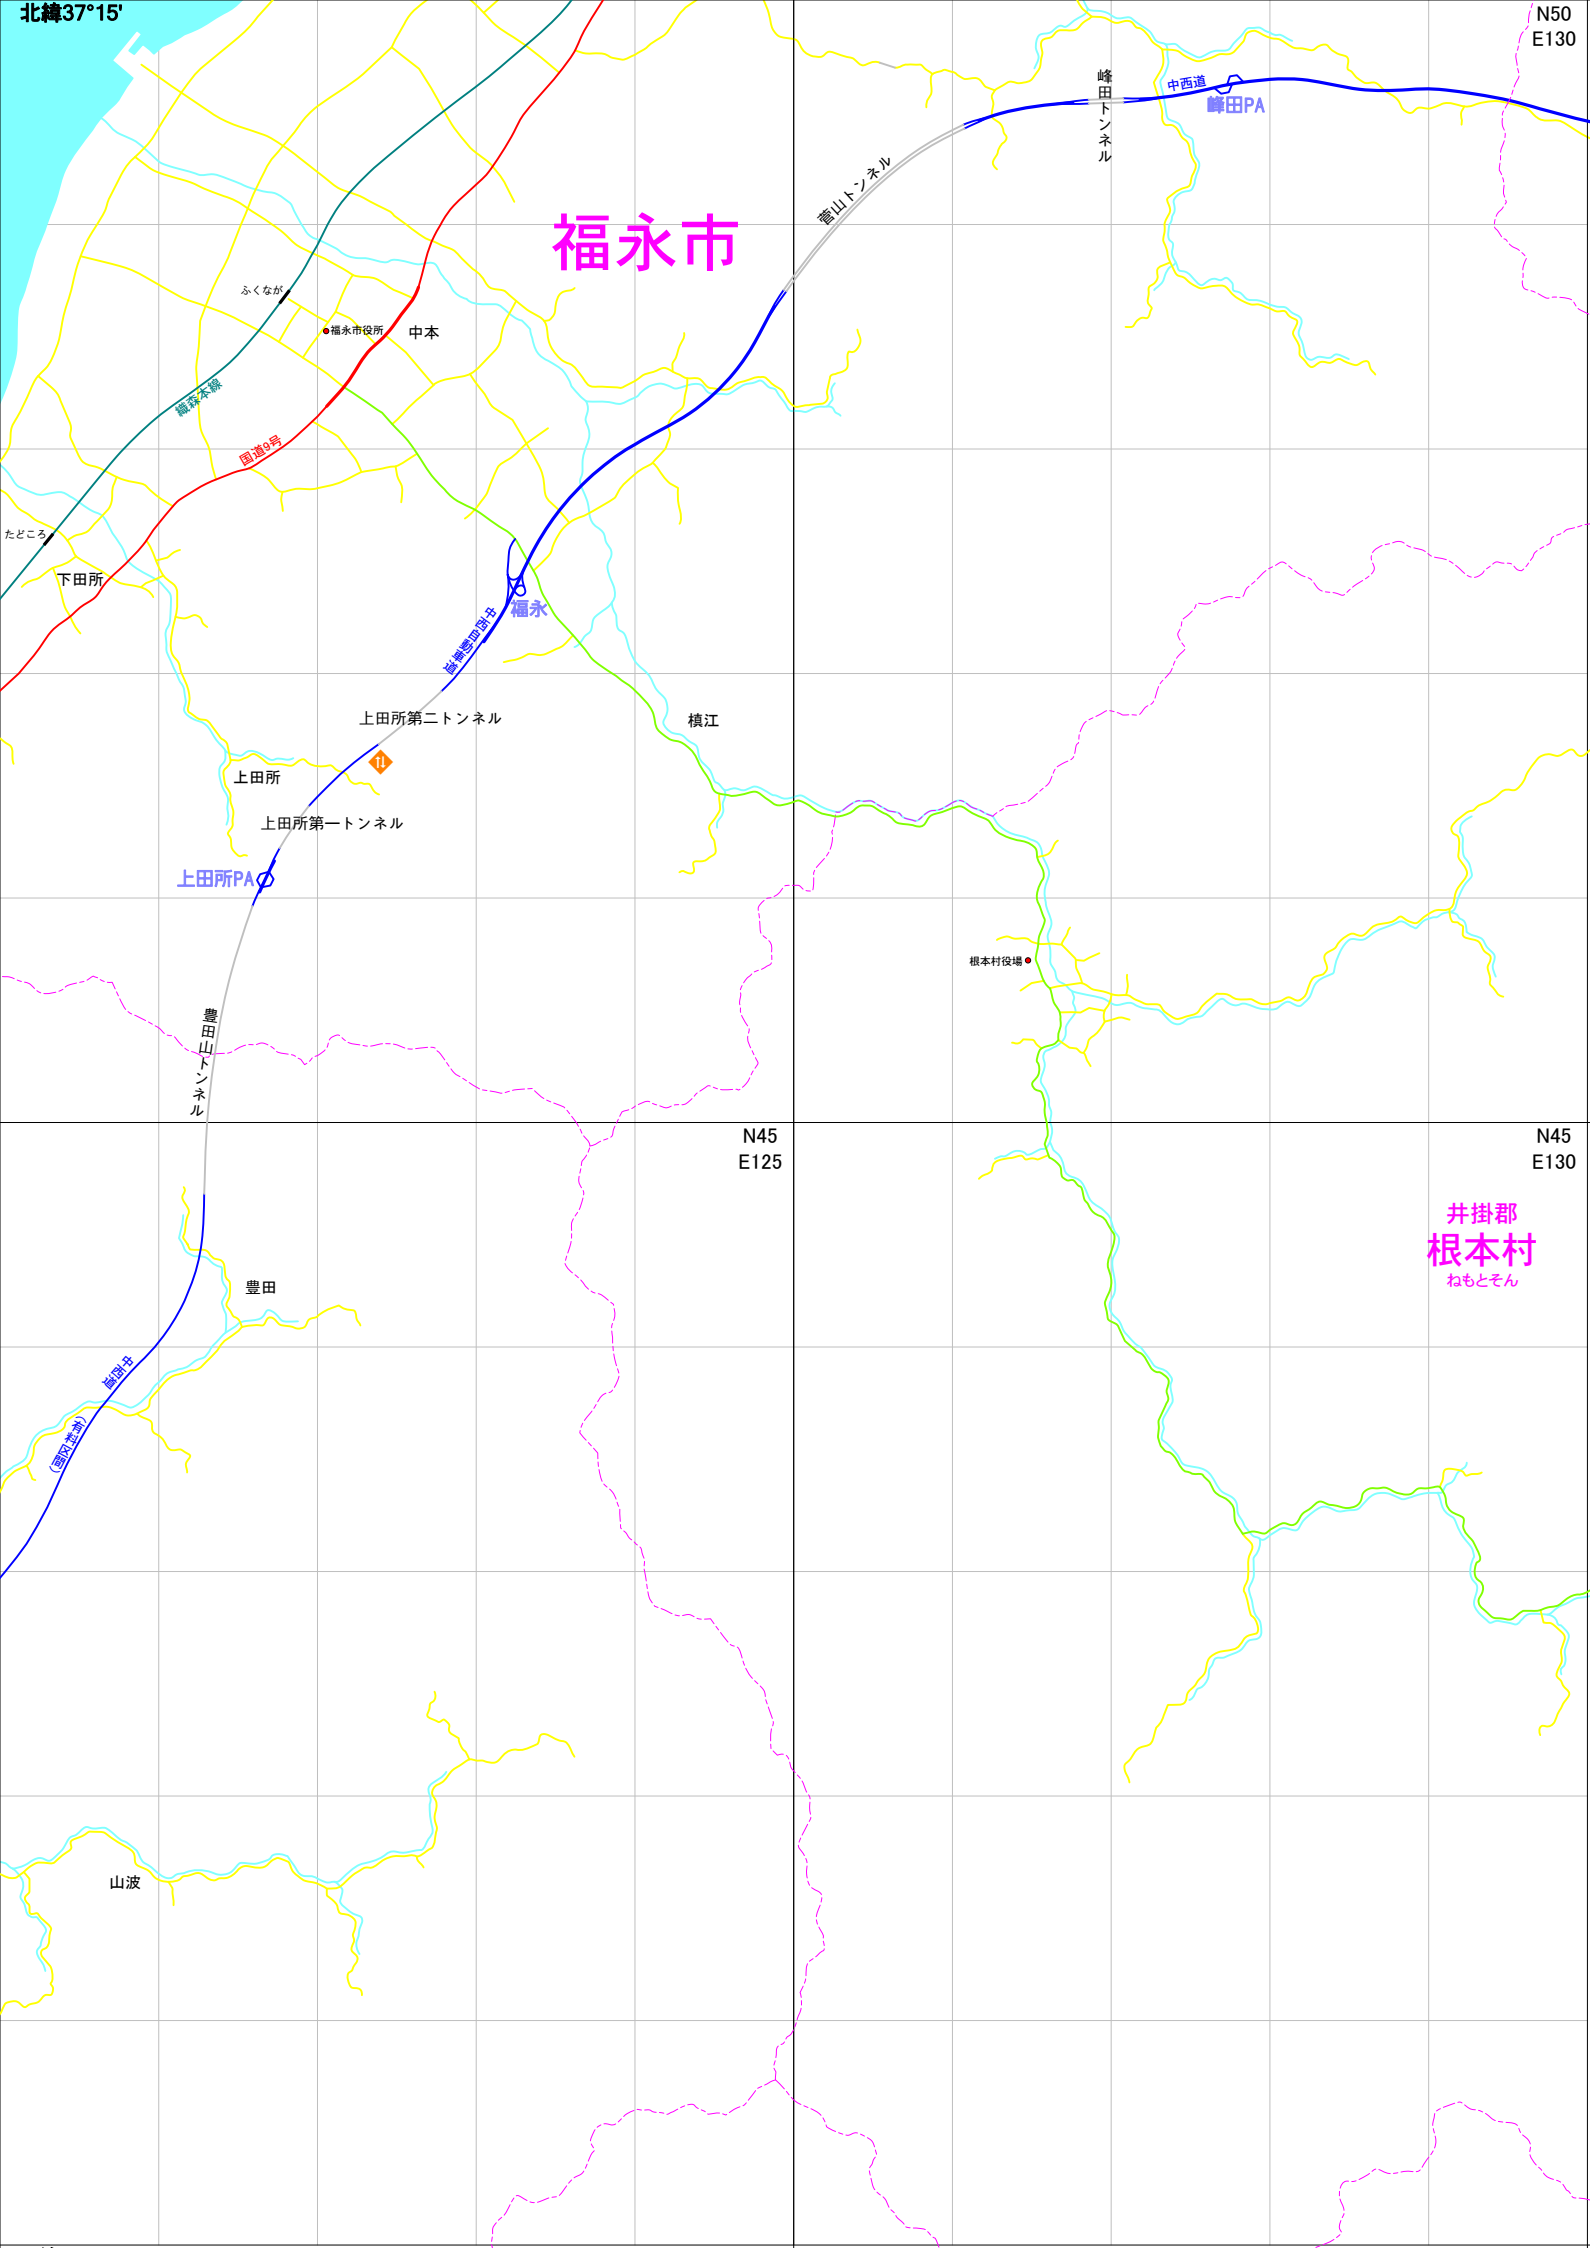 北緯37°15'
N50
E130
中西道
峰田PA
峰田トンネル
菅山トンネル
福永市
ふくなが
福永市役所
中本
織森本線
国道9号
たどころ
下田所
福永
中西自動車道
上田所第二トンネル
槙江
上田所
上田所第一トンネル
上田所PA
根本村役場
豊田山トンネル
N45
E125
N45
E130
井掛郡
根本村
ねもとそん
豊田
中西道
(有料区間)
山波